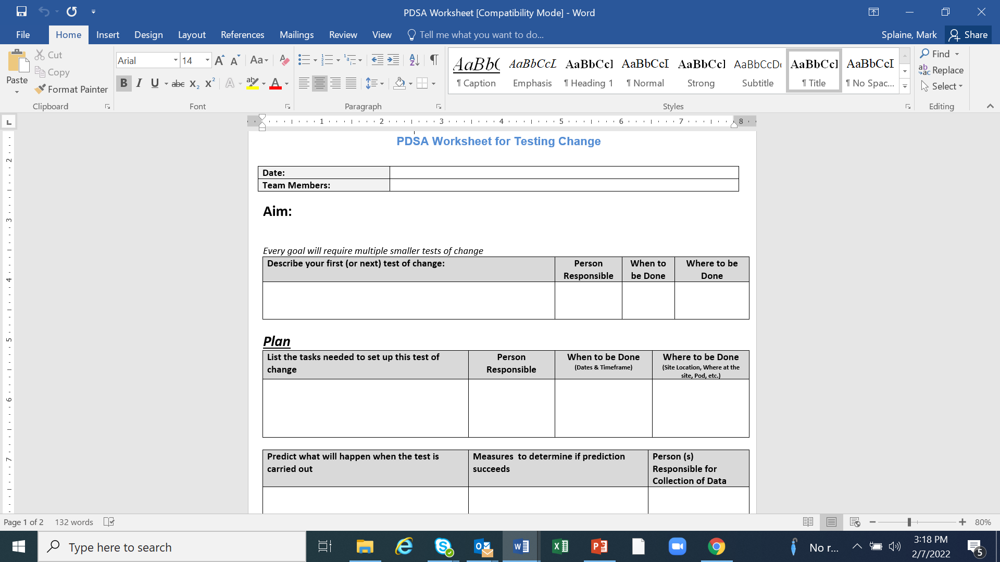 PDSA Worksheet [Compatibility Mode] - Word
File Home Insert Design Layout References Mailings Review View Tell me what you want to do... Splaine, Mark Share
Paste
Cut
Copy
Format Painter
Clipboard
Arial 14
Font
Paragraph
AaBb( AaBbCcL AaBbCcI AaBbCcI AaBbCcI AaBbCcDc AaBbCcI AaBbCcI
¶ Caption Emphasis ¶ Heading 1 ¶ Normal Strong Subtitle ¶ Title ¶ No Spac...
Styles
Find
Replace
Select
Editing
1 2 3 4 5 6 7 8
2
3
4
5
6
7
PDSA Worksheet for Testing Change
Date:
Team Members:
Aim:
Every goal will require multiple smaller tests of change
Describe your first (or next) test of change:
Person
Responsible
When to
be Done
Where to be
Done
Plan
List the tasks needed to set up this test of
change
Person
Responsible
When to be Done
(Dates & Timeframe)
Where to be Done
(Site Location, Where at the
site, Pod, etc.)
Predict what will happen when the test is
carried out
Measures  to determine if prediction
succeeds
Person (s)
Responsible for
Collection of Data
Page 1 of 2 132 words 80%
Type here to search
No r...
3:18 PM
2/7/2022
5